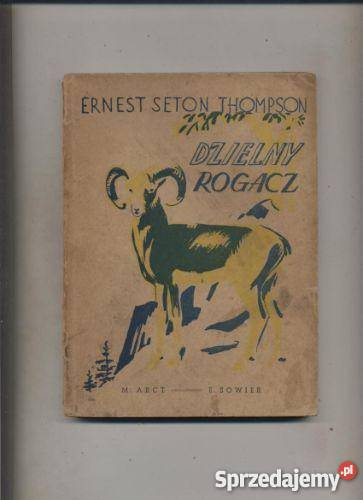 ERNEST SETON THOMPSON
DZIELNY
ROGACZ
M. ARCT E. SOWIER
Sprzedajemy.pl